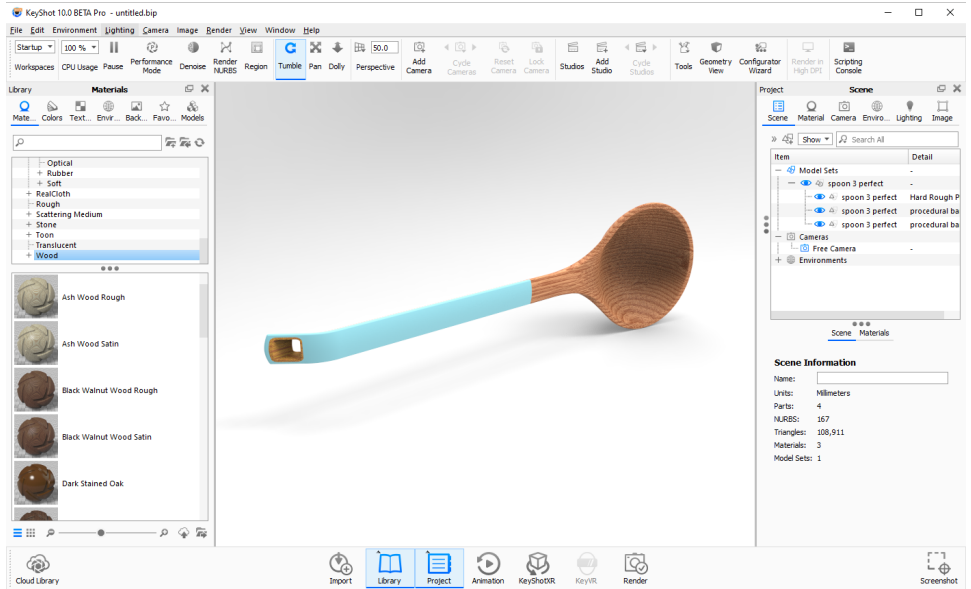 KeyShot 10.0 BETA Pro - untitled.bip
File Edit Environment Lighting Camera Image Render View Window Help
Startup 100 % 50.0
Workspaces CPU Usage Pause Performance Mode Denoise Render NURBS Region Tumble Pan Dolly Perspective Add Camera Cycle Cameras Reset Camera Lock Camera Studios Add Studio Cycle Studios Tools Geometry View Configurator Wizard Render in High DPI Scripting Console
Library Materials
Mate... Colors Text... Envir... Back... Favo... Models
Optical
Rubber
Soft
RealCloth
Rough
Scattering Medium
Stone
Toon
Translucent
Wood
Ash Wood Rough
Ash Wood Satin
Black Walnut Wood Rough
Black Walnut Wood Satin
Dark Stained Oak
Project Scene
Scene Material Camera Enviro... Lighting Image
Show Search All
Item Detail
Model Sets -
spoon 3 perfect -
spoon 3 perfect Hard Rough P
spoon 3 perfect procedural ba
spoon 3 perfect procedural ba
Cameras
Free Camera -
Environments
Scene Materials
Scene Information
Name:
Units: Millimeters
Parts: 4
NURBS: 167
Triangles: 108,911
Materials: 3
Model Sets: 1
Cloud Library Import Library Project Animation KeyShotXR KeyVR Render Screenshot